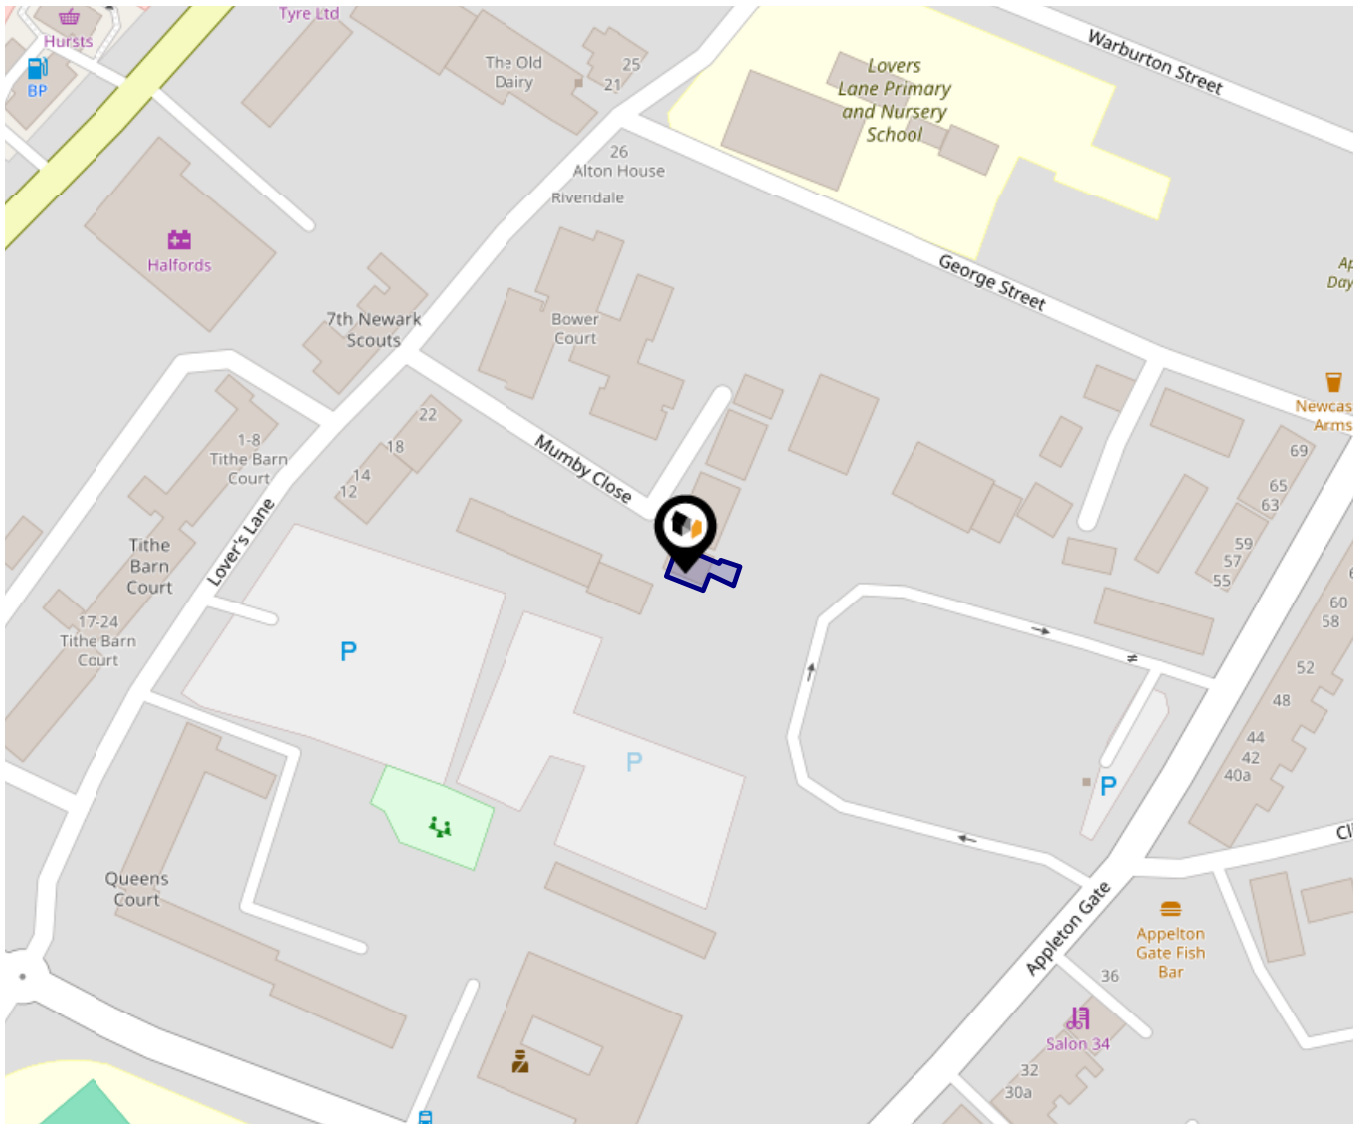 Tyre Ltd
Hursts
BP
The Old
Dairy
25
21
Lovers
Lane Primary
and Nursery
School
Warburton Street
26
Alton House
Rivendale
Halfords
George Street
7th Newark
Scouts
Bower
Court
Newcas
Arms
22
18
14
12
1-8
Tithe Barn
Court
Mumby Close
69
65
63
59
57
55
Lover's Lane
Tithe
Barn
Court
17-24
Tithe Barn
Court
P
60
58
52
48
44
42
40a
P
P
Queens
Court
Appleton Gate
Appelton
Gate Fish
Bar
36
Salon 34
32
30a